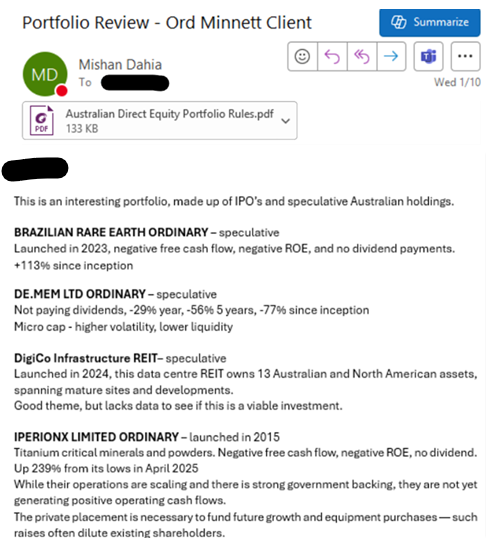 Portfolio Review - Ord Minnett Client
Summarize
MD
Mishan Dahia
To
Wed 1/10
Australian Direct Equity Portfolio Rules.pdf
PDF
133 KB
This is an interesting portfolio, made up of IPO's and speculative Australian holdings.
BRAZILIAN RARE EARTH ORDINARY – speculative
Launched in 2023, negative free cash flow, negative ROE, and no dividend payments.
+113% since inception
DE.MEM LTD ORDINARY – speculative
Not paying dividends, -29% year, -56% 5 years, -77% since inception
Micro cap - higher volatility, lower liquidity
DigiCo Infrastructure REIT– speculative
Launched in 2024, this data centre REIT owns 13 Australian and North American assets,
spanning mature sites and developments.
Good theme, but lacks data to see if this is a viable investment.
IPERIONX LIMITED ORDINARY – launched in 2015
Titanium critical minerals and powders. Negative free cash flow, negative ROE, no dividend.
Up 239% from its lows in April 2025
While their operations are scaling and there is strong government backing, they are not yet
generating positive operating cash flows.
The private placement is necessary to fund future growth and equipment purchases — such
raises often dilute existing shareholders.